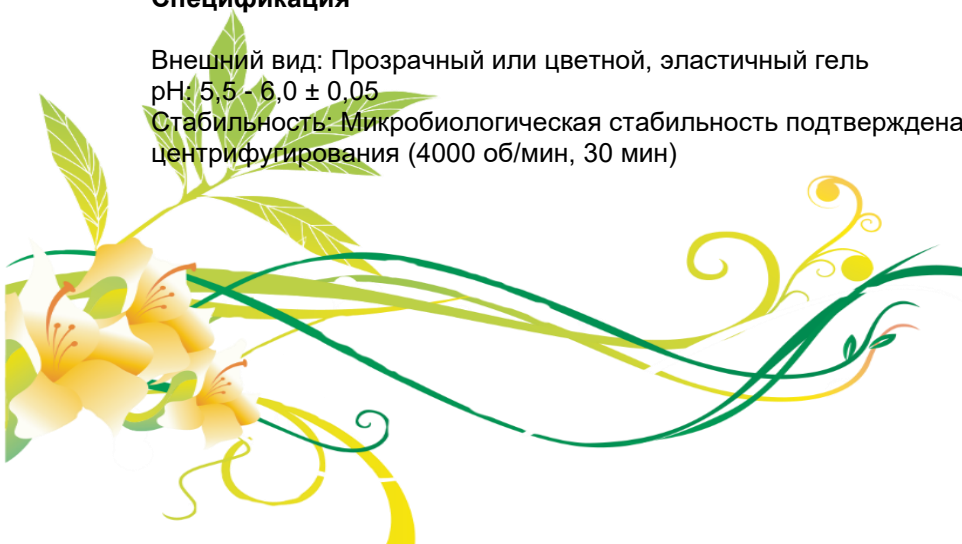 Спецификация
Внешний вид: Прозрачный или цветной, эластичный гель
pH: 5,5 - 6,0 ± 0,05
Стабильность: Микробиологическая стабильность подтверждена
центрифугирования (4000 об/мин, 30 мин)